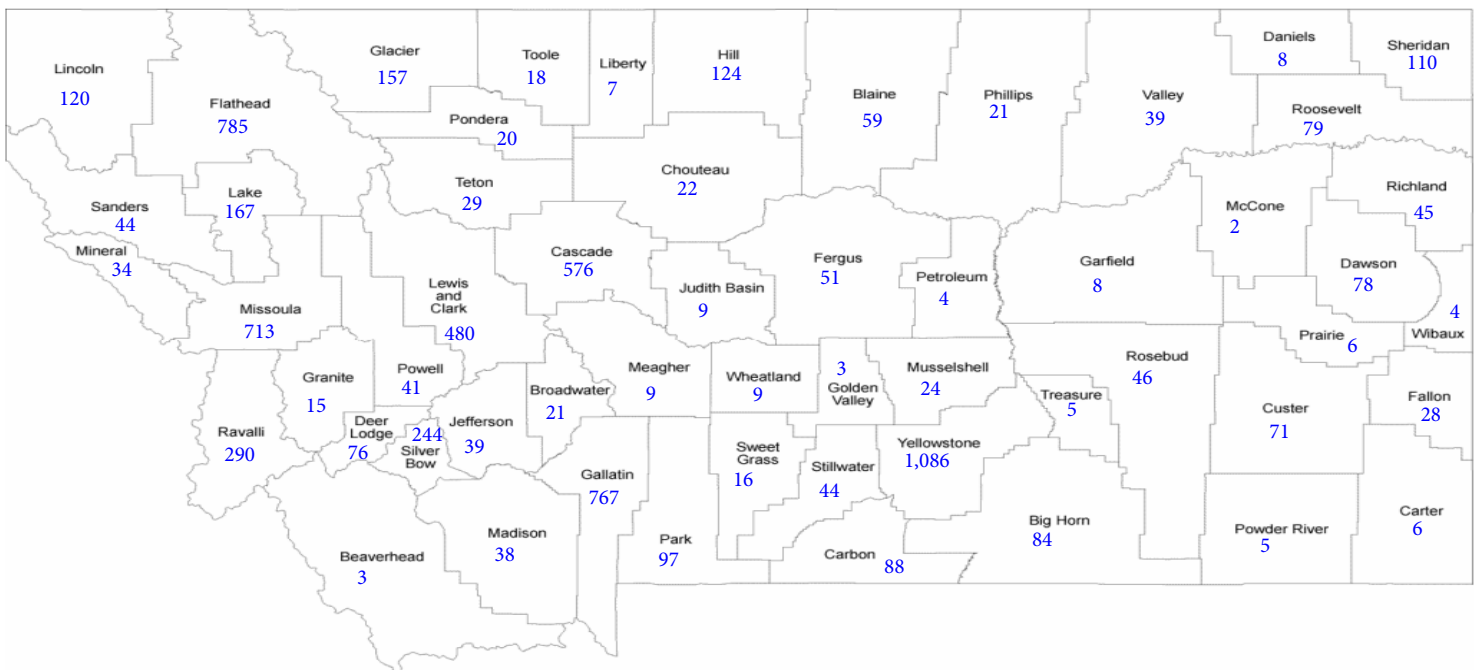 Lincoln
120
Flathead
785
Glacier
157
Toole
18
Liberty
7
Hill
124
Blaine
59
Phillips
21
Valley
39
Daniels
8
Sheridan
110
Roosevelt
79
Pondera
20
Chouteau
22
Teton
29
Lake
167
Sanders
44
Mineral
34
Missoula
713
Lewis
and
Clark
480
Cascade
576
Judith Basin
9
Fergus
51
Petroleum
4
Garfield
8
McCone
2
Richland
45
Dawson
78
4
Wibaux
Prairie 6
Rosebud
46
Powell
41
Granite
15
Ravalli
290
Deer
Lodge
76
244
Silver
Bow
Jefferson
39
Broadwater
21
Meagher
9
Wheatland
9
3
Golden
Valley
Musselshell
24
Treasure
5
Custer
71
Fallon
28
Gallatin
767
Park
97
Sweet
Grass
16
Stillwater
44
Yellowstone
1,086
Carbon 88
Big Horn
84
Powder River
5
Carter
6
Madison
38
Beaverhead
3